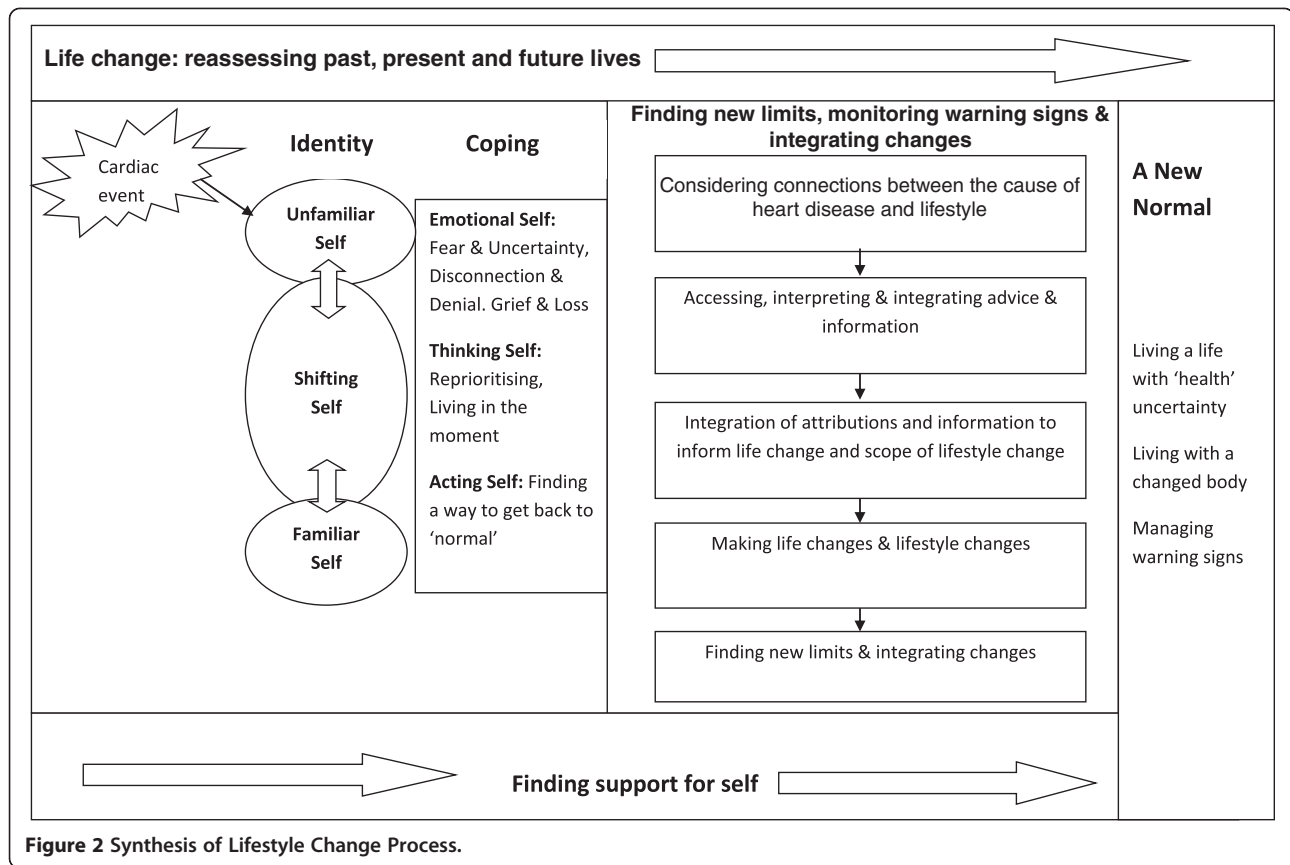 Life change: reassessing past, present and future lives
Cardiac
event
Identity
Unfamiliar
Self
Shifting
Self
Familiar
Self
Coping
Emotional Self:
Fear & Uncertainty,
Disconnection &
Denial. Grief & Loss
Thinking Self:
Reprioritising,
Living in the
moment
Acting Self: Finding
a way to get back to
‘normal’
Finding new limits, monitoring warning signs &
integrating changes
Considering connections between the cause of
heart disease and lifestyle
Accessing, interpreting & integrating advice &
information
Integration of attributions and information to
inform life change and scope of lifestyle change
Making life changes & lifestyle changes
Finding new limits & integrating changes
A New
Normal
Living a life
with ‘health’
uncertainty
Living with a
changed body
Managing
warning signs
Finding support for self
Figure 2 Synthesis of Lifestyle Change Process.